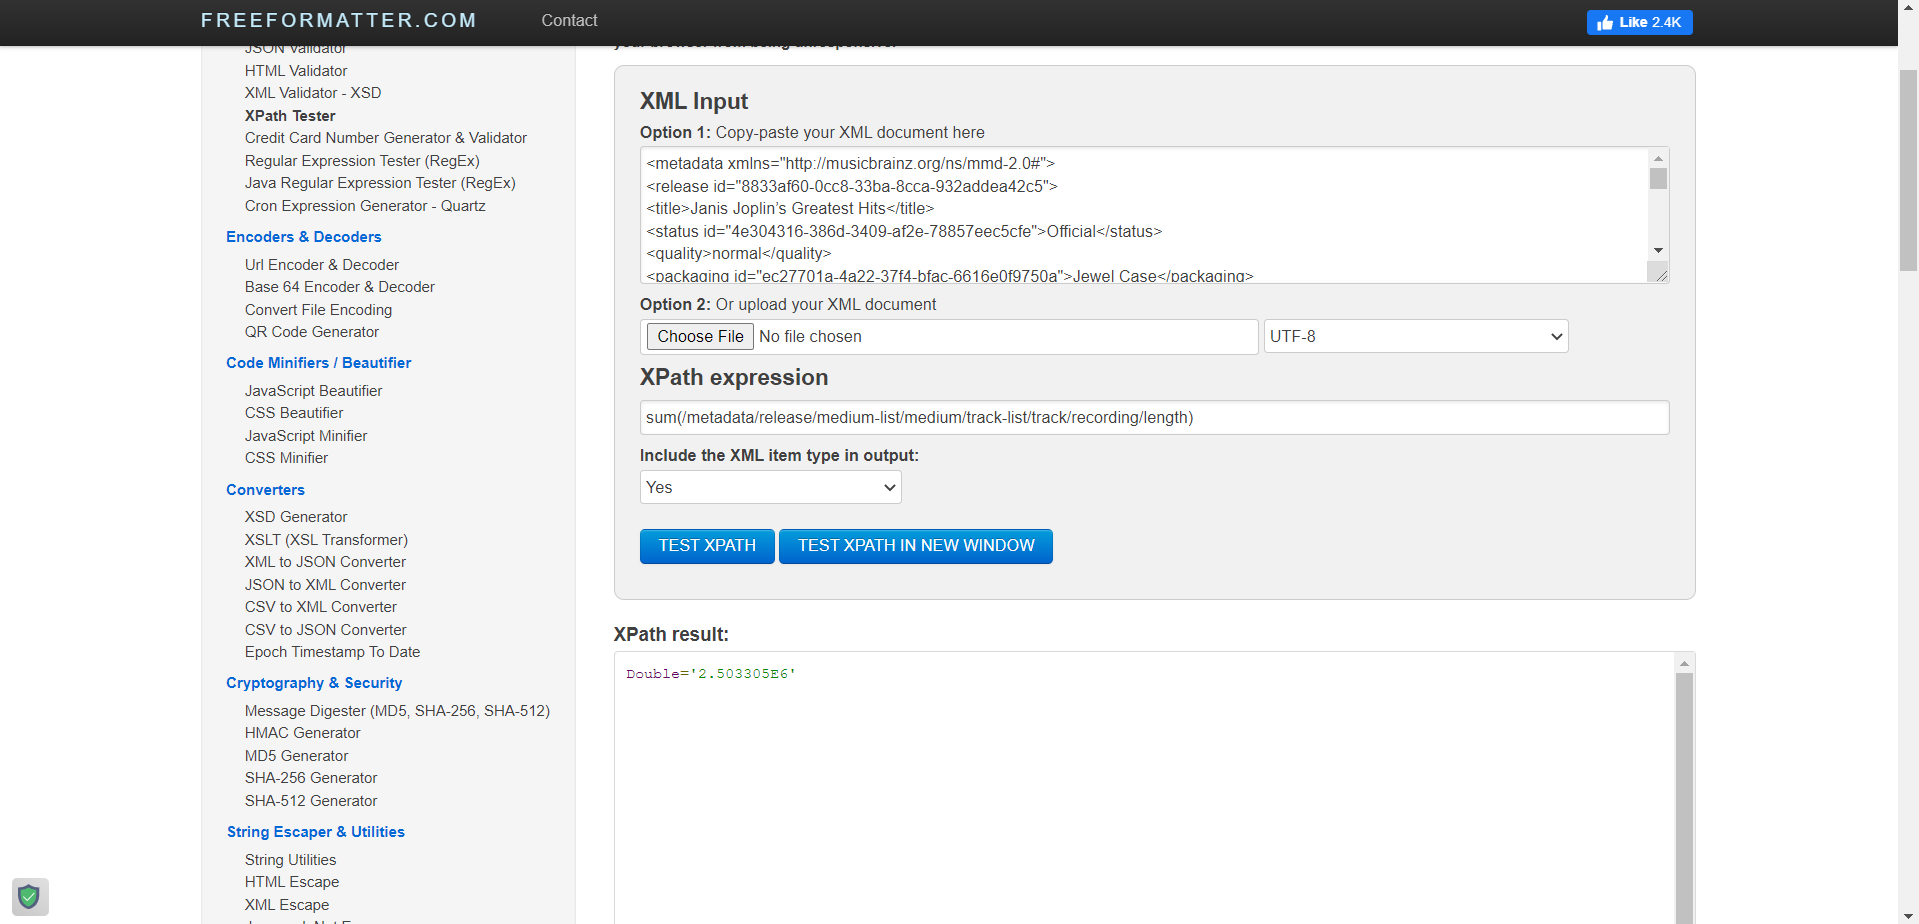 FREEFORMATTER.COM
Contact
Like 2.4K
JSON Validator
HTML Validator
XML Validator - XSD
XPath Tester
Credit Card Number Generator & Validator
Regular Expression Tester (RegEx)
Java Regular Expression Tester (RegEx)
Cron Expression Generator - Quartz
Encoders & Decoders
Url Encoder & Decoder
Base 64 Encoder & Decoder
Convert File Encoding
QR Code Generator
Code Minifiers / Beautifier
JavaScript Beautifier
CSS Beautifier
JavaScript Minifier
CSS Minifier
Converters
XSD Generator
XSLT (XSL Transformer)
XML to JSON Converter
JSON to XML Converter
CSV to XML Converter
CSV to JSON Converter
Epoch Timestamp To Date
Cryptography & Security
Message Digester (MD5, SHA-256, SHA-512)
HMAC Generator
MD5 Generator
SHA-256 Generator
SHA-512 Generator
String Escaper & Utilities
String Utilities
HTML Escape
XML Escape
your browser from being unresponsive.
XML Input
Option 1: Copy-paste your XML document here
<metadata xmlns="http://musicbrainz.org/ns/mmd-2.0#">
<release id="8833af60-0cc8-33ba-8cca-932addea42c5">
<title>Janis Joplin’s Greatest Hits</title>
<status id="4e304316-386d-3409-af2e-78857eec5cfe">Official</status>
<quality>normal</quality>
<packaging id="ec27701a-4a22-37f4-bfac-6616e0f9750a">Jewel Case</packaging>
Option 2: Or upload your XML document
Choose File No file chosen
UTF-8
XPath expression
sum(/metadata/release/medium-list/medium/track-list/track/recording/length)
Include the XML item type in output:
Yes
TEST XPATH
TEST XPATH IN NEW WINDOW
XPath result:
Double='2.503305E6'